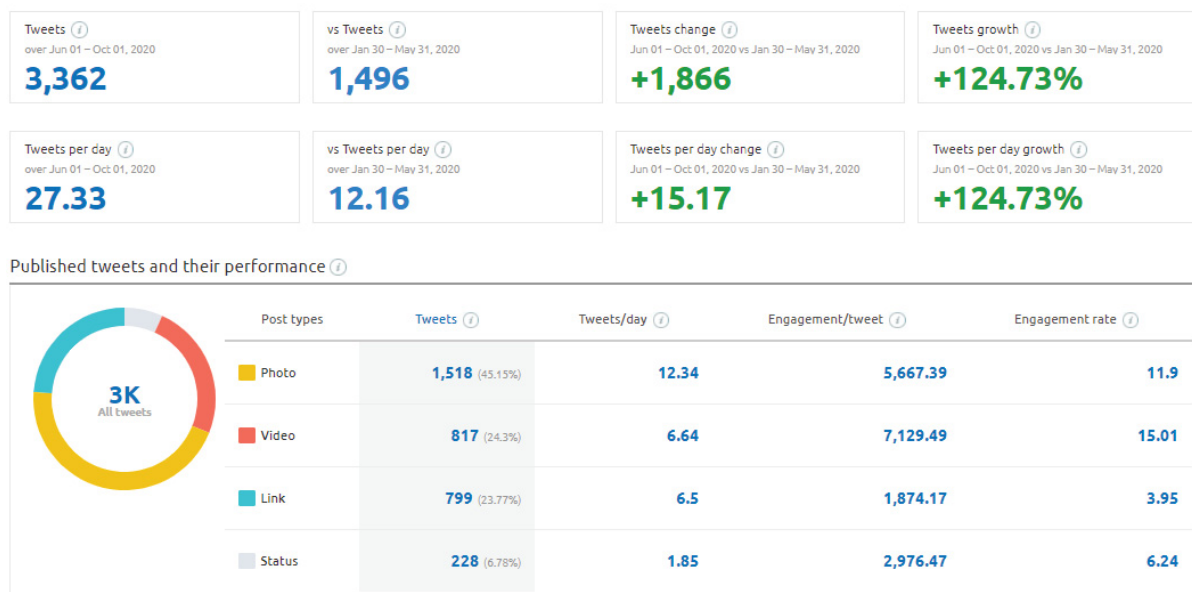 Tweets
over Jun 01 – Oct 01, 2020
3,362
vs Tweets
over Jan 30 – May 31, 2020
1,496
Tweets change
Jun 01 – Oct 01, 2020 vs Jan 30 – May 31, 2020
+1,866
Tweets growth
Jun 01 – Oct 01, 2020 vs Jan 30 – May 31, 2020
+124.73%
Tweets per day
over Jun 01 – Oct 01, 2020
27.33
vs Tweets per day
over Jan 30 – May 31, 2020
12.16
Tweets per day change
Jun 01 – Oct 01, 2020 vs Jan 30 – May 31, 2020
+15.17
Tweets per day growth
Jun 01 – Oct 01, 2020 vs Jan 30 – May 31, 2020
+124.73%
Published tweets and their performance
3K
All tweets
Post types Tweets Tweets/day Engagement/tweet Engagement rate
Photo 1,518 (45.15%) 12.34 5,667.39 11.9
Video 817 (24.3%) 6.64 7,129.49 15.01
Link 799 (23.77%) 6.5 1,874.17 3.95
Status 228 (6.78%) 1.85 2,976.47 6.24